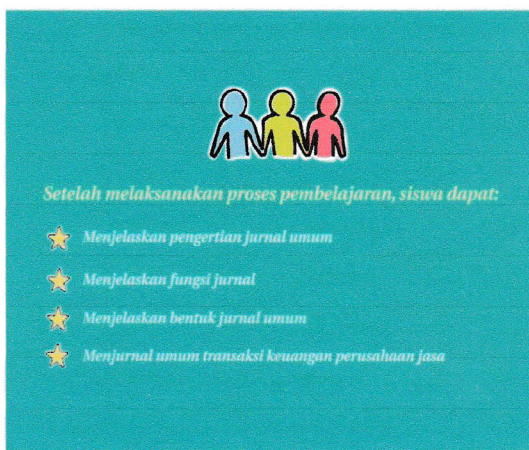 Setelah melaksanakan proses pembelajaran, siswa dapat:
Menjelaskan pengertian jurnal umum
Menjelaskan fungsi jurnal
Menjelaskan bentuk jurnal umum
Menjurnal umum transaksi keuangan perusahaan jasa